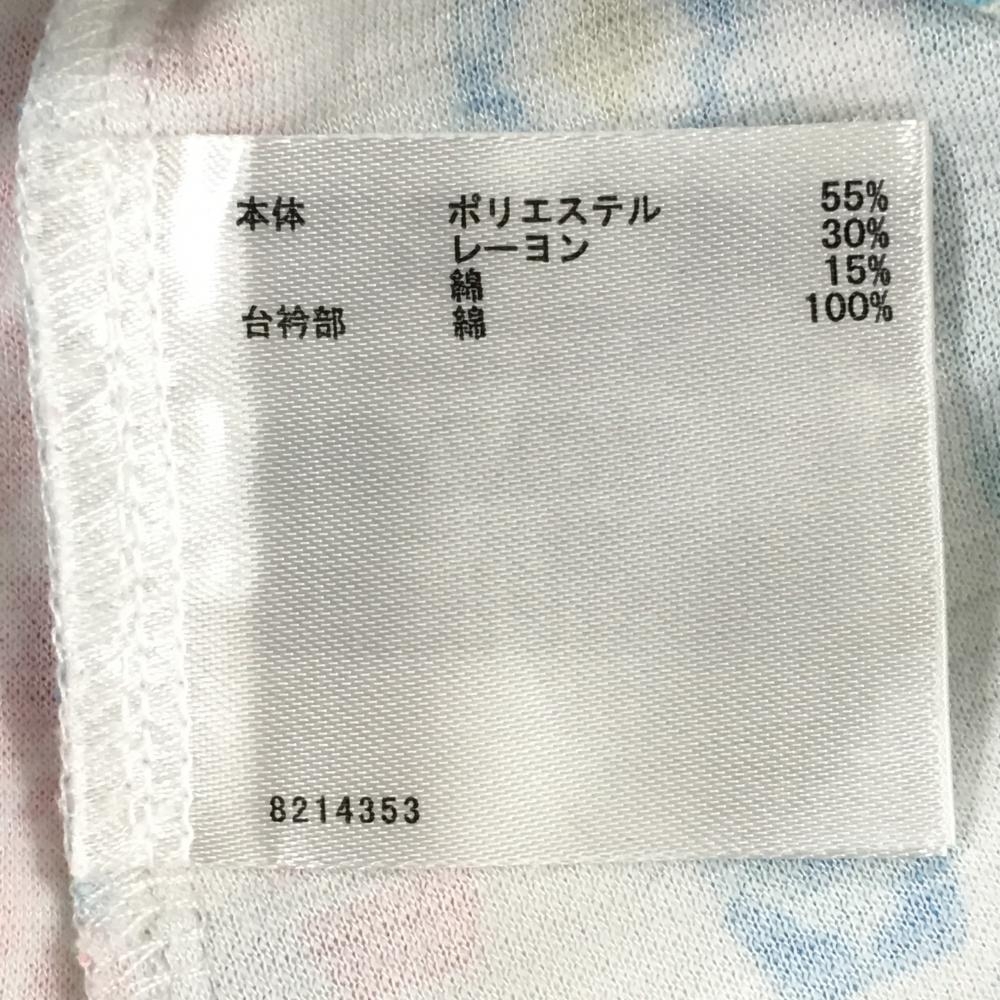 本体 ポリエステル 55%
レーヨン 30%
綿 15%
台衿部 綿 100%
8214353